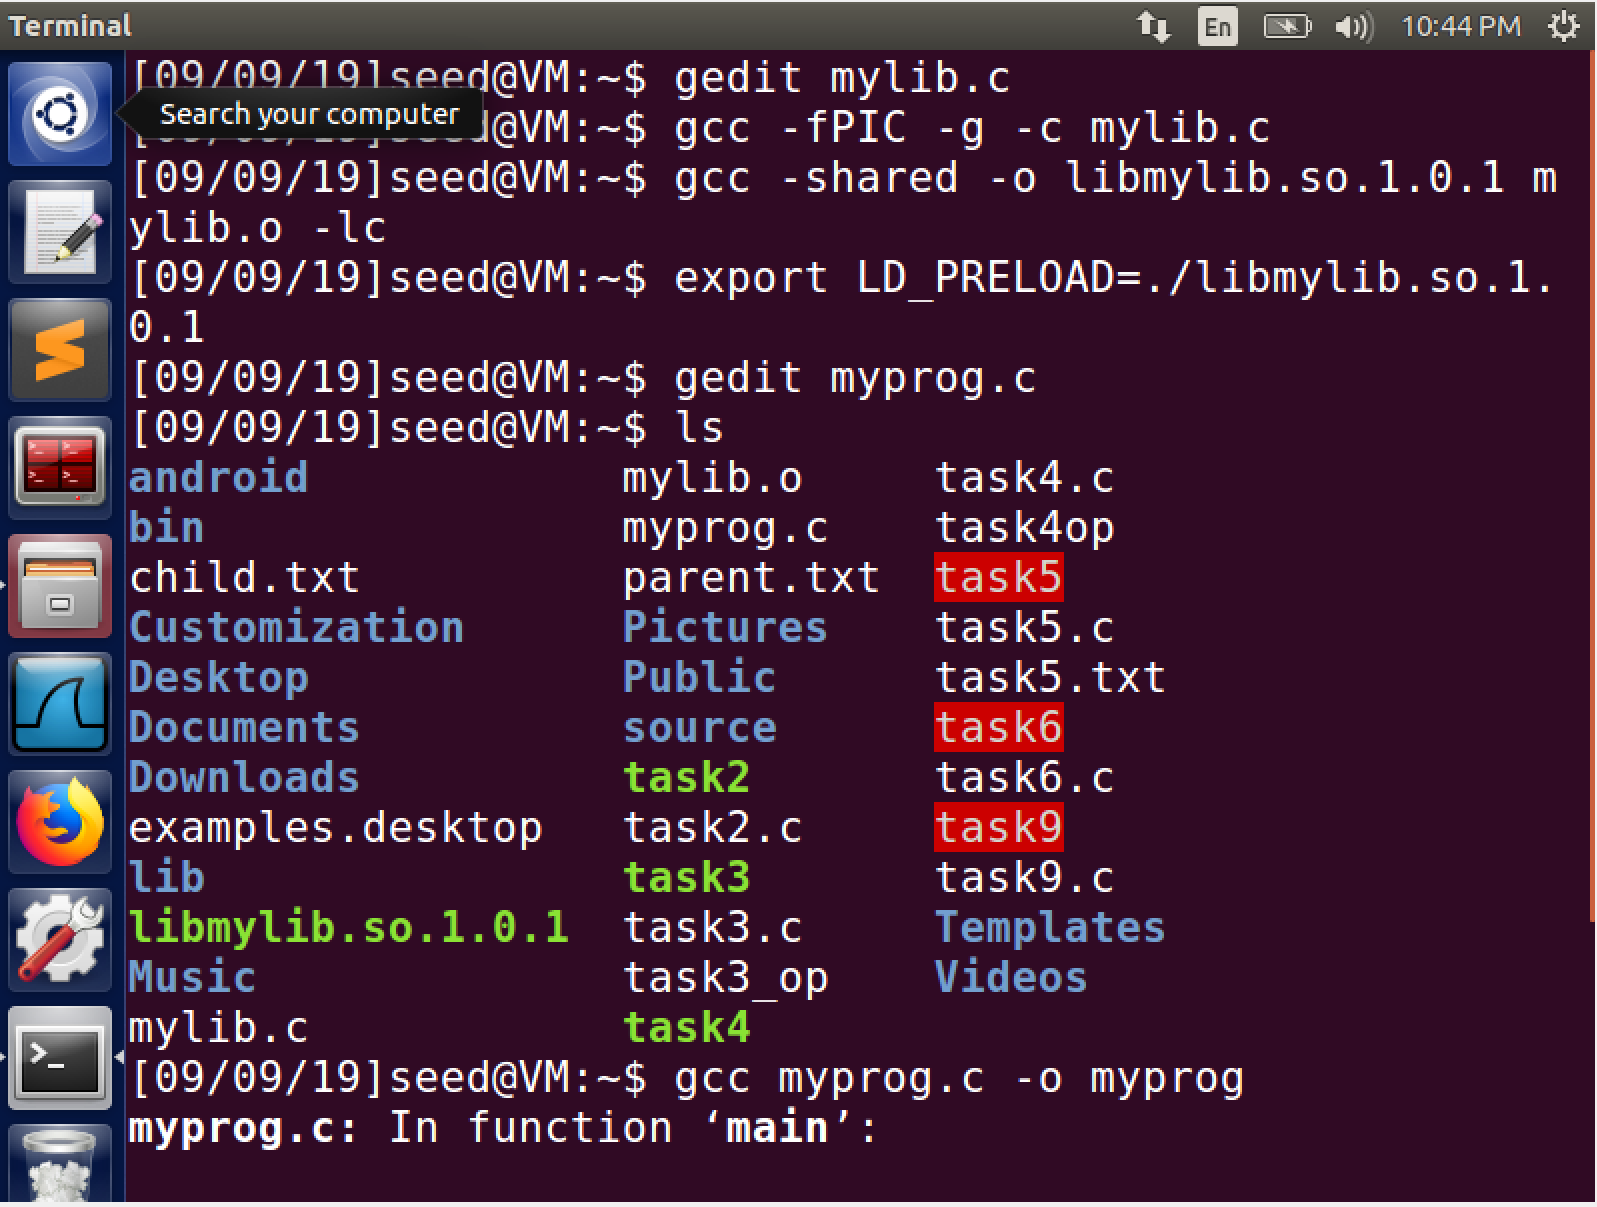 Terminal
En
10:44 PM
[09/09/19]seed@VM:~$ gedit mylib.c
Search your computer
[09/09/19]seed@VM:~$ gcc -fPIC -g -c mylib.c
[09/09/19]seed@VM:~$ gcc -shared -o libmylib.so.1.0.1 m
ylib.o -lc
[09/09/19]seed@VM:~$ export LD_PRELOAD=./libmylib.so.1.
0.1
[09/09/19]seed@VM:~$ gedit myprog.c
[09/09/19]seed@VM:~$ ls
android mylib.o task4.c
bin myprog.c task4op
child.txt parent.txt task5
Customization Pictures task5.c
Desktop Public task5.txt
Documents source task6
Downloads task2 task6.c
examples.desktop task2.c task9
lib task3 task9.c
libmylib.so.1.0.1 task3.c Templates
Music task3_op Videos
mylib.c task4
[09/09/19]seed@VM:~$ gcc myprog.c -o myprog
myprog.c: In function ‘main’: